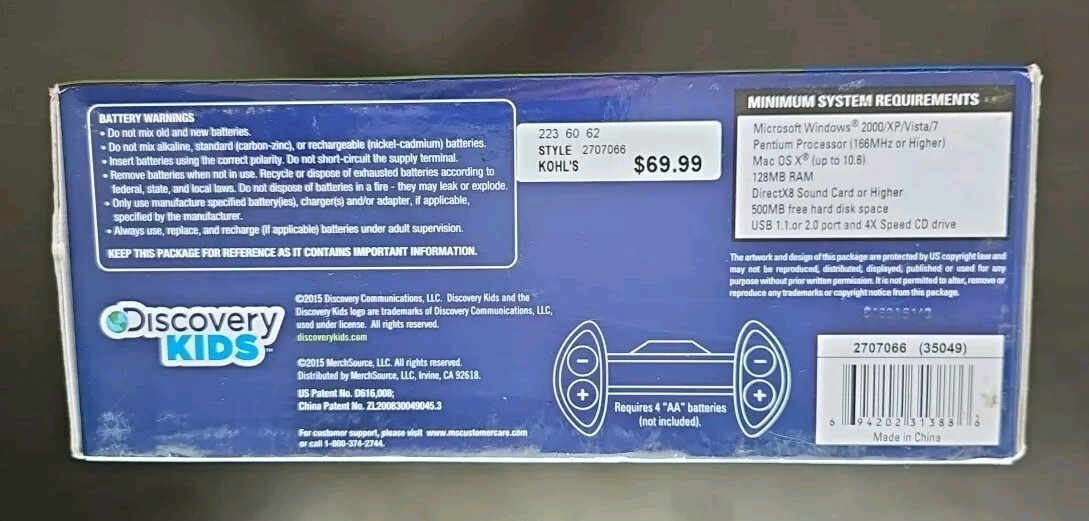 BATTERY WARNINGS
• Do not mix old and new batteries.
• Do not mix alkaline, standard (carbon-zinc), or rechargeable (nickel-cadmium) batteries.
• Insert batteries using the correct polarity. Do not short-circuit the supply terminal.
• Remove batteries when not in use. Recycle or dispose of exhausted batteries according to
federal, state, and local laws. Do not dispose of batteries in a fire - they may leak or explode.
• Only use manufacture specified battery(ies), charger(s) and/or adapter, if applicable,
specified by the manufacturer.
• Always use, replace, and recharge (if applicable) batteries under adult supervision.
KEEP THIS PACKAGE FOR REFERENCE AS IT CONTAINS IMPORTANT INFORMATION.
223 60 62
STYLE 2707066
KOHL'S $69.99
MINIMUM SYSTEM REQUIREMENTS
Microsoft Windows® 2000/XP/Vista/7
Pentium Processor (166MHz or Higher)
Mac OS X® (up to 10.6)
128MB RAM
DirectX8 Sound Card or Higher
500MB free hard disk space
USB 1.1.or 2.0 port and 4X Speed CD drive
The artwork and design of this package are protected by US copyright law and
may not be reproduced, distributed, displayed, published or used for any
purpose without prior written permission. It is not permitted to alter, remove or
reproduce any trademarks or copyright notice from this package.
DISCOVERY
KIDS™
©2015 Discovery Communications, LLC. Discovery Kids and the
Discovery Kids logo are trademarks of Discovery Communications, LLC,
used under license. All rights reserved.
discoverykids.com
©2015 MerchSource, LLC. All rights reserved.
Distributed by MerchSource, LLC, Irvine, CA 92618.
US Patent No. D616,008;
China Patent No. ZL200830049045.3
For customer support, please visit www.mscustomercare.com
or call 1-800-374-2744.
− −
+ +
Requires 4 "AA" batteries
(not included).
2707066 (35049)
6 94202 31388 6
Made in China